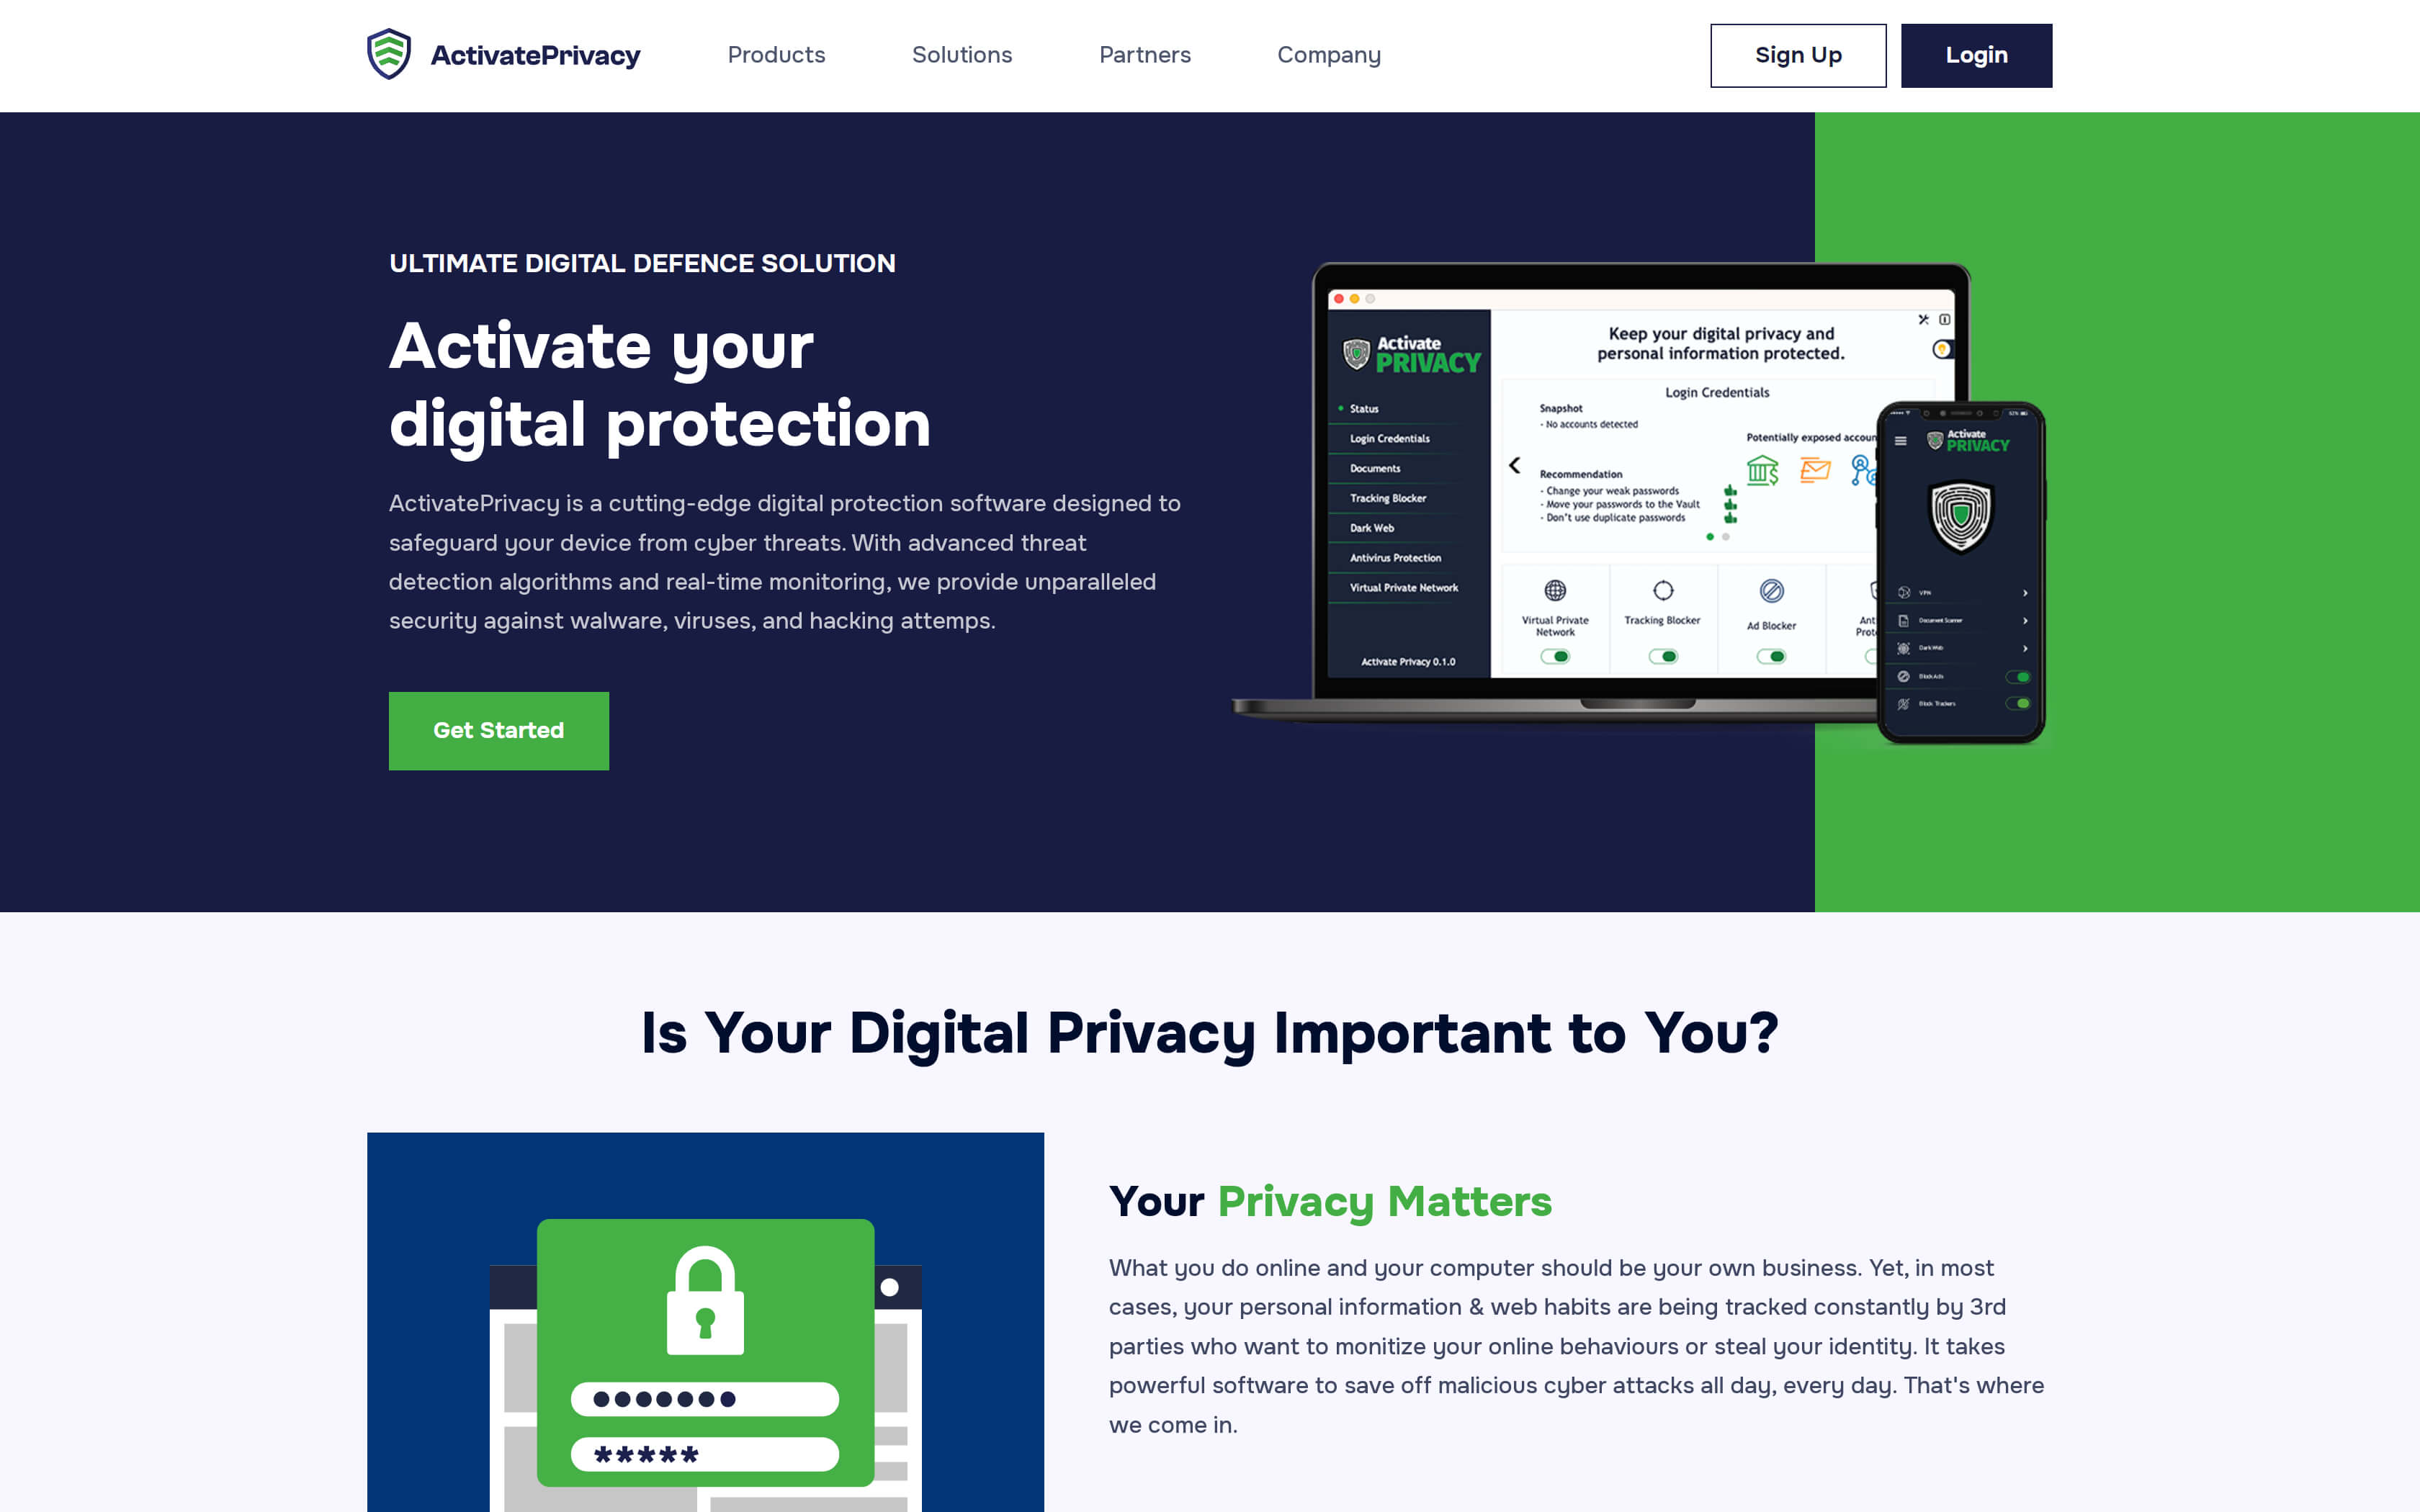 ActivatePrivacy
Products
Solutions
Partners
Company
Sign Up
Login
ULTIMATE DIGITAL DEFENCE SOLUTION
Activate your
digital protection
ActivatePrivacy is a cutting-edge digital protection software designed to
safeguard your device from cyber threats. With advanced threat
detection algorithms and real-time monitoring, we provide unparalleled
security against walware, viruses, and hacking attemps.
Get Started
Activate
PRIVACY
Status
Login Credentials
Documents
Tracking Blocker
Dark Web
Antivirus Protection
Virtual Private Network
Activate Privacy 0.1.0
Keep your digital privacy and
personal information protected.
Login Credentials
Snapshot
- No accounts detected
Potentially exposed accoun
Recommendation
- Change your weak passwords
- Move your passwords to the Vault
- Don't use duplicate passwords
Virtual Private
Network
Tracking Blocker
Ad Blocker
Ant
Prot
Activate
PRIVACY
VPN
Document Scanner
Dark Web
Block Ads
Block Trackers
Is Your Digital Privacy Important to You?
Your Privacy Matters
What you do online and your computer should be your own business. Yet, in most
cases, your personal information & web habits are being tracked constantly by 3rd
parties who want to monitize your online behaviours or steal your identity. It takes
powerful software to save off malicious cyber attacks all day, every day. That's where
we come in.
*****